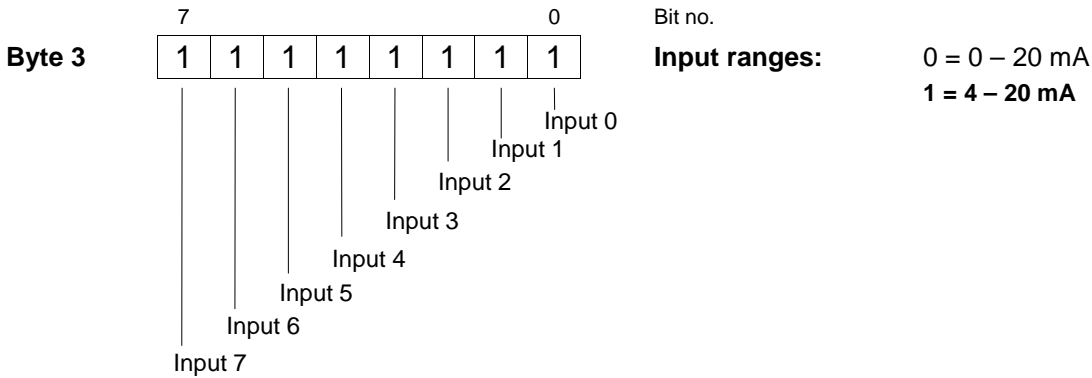 7 0 Bit no.
Byte 3 1 1 1 1 1 1 1 1 Input ranges: 0 = 0 – 20 mA
1 = 4 – 20 mA
Input 0
Input 1
Input 2
Input 3
Input 4
Input 5
Input 6
Input 7